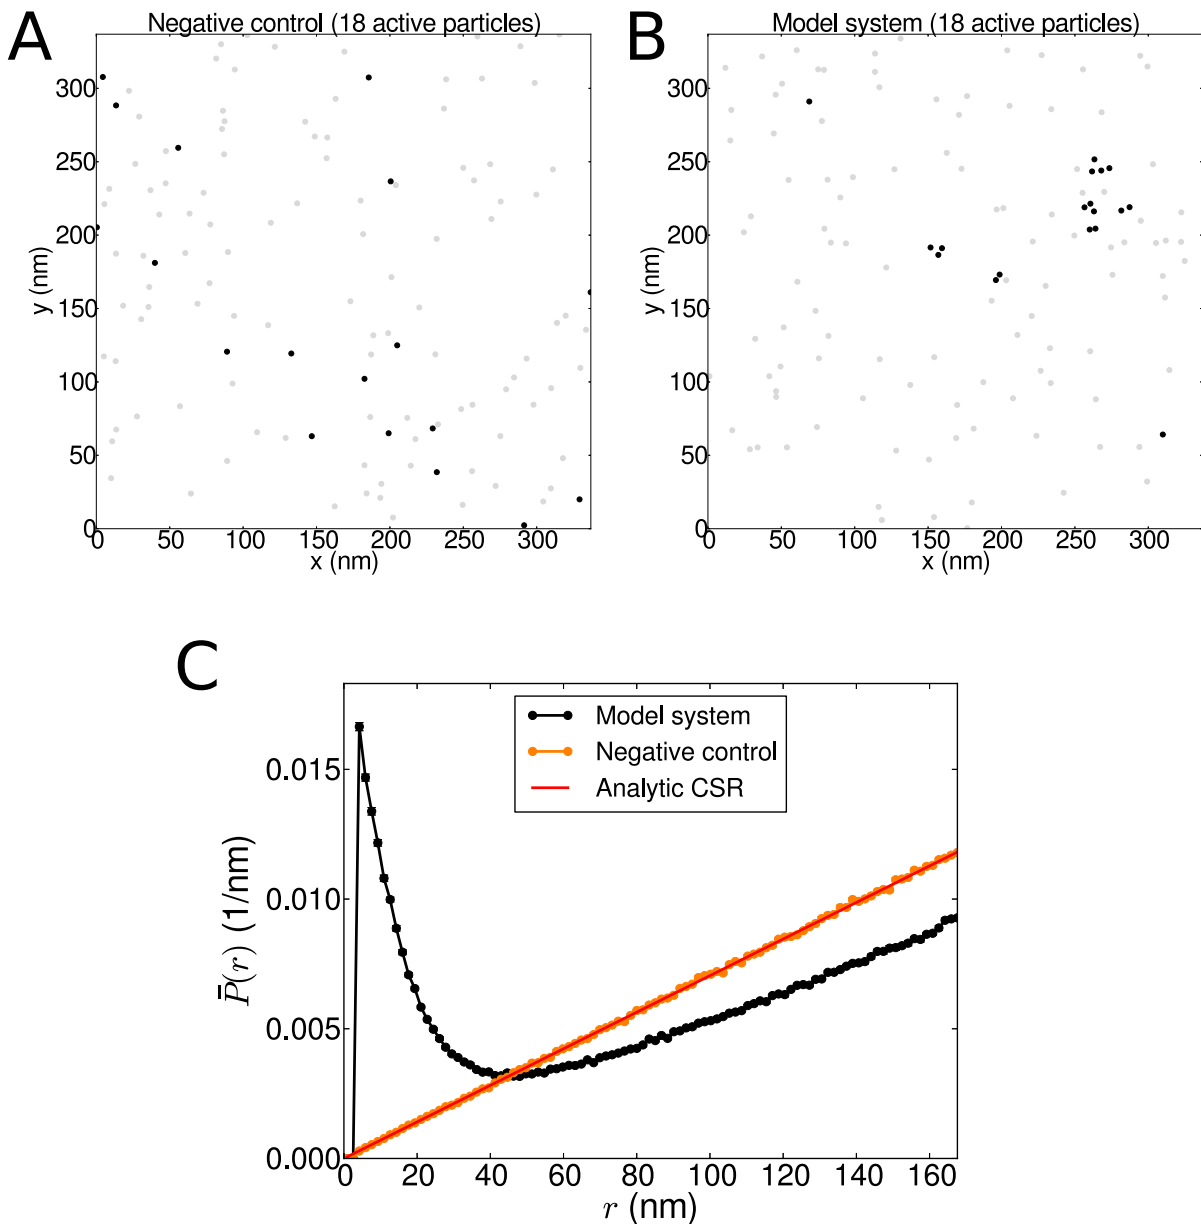 A
Negative control (18 active particles)
y (nm)
300
250
200
150
100
50
0
0 50 100 150 200 250 300
x (nm)
B
Model system (18 active particles)
y (nm)
300
250
200
150
100
50
0
0 50 100 150 200 250 300
x (nm)
C
Model system
Negative control
Analytic CSR
P̄(r) (1/nm)
0.015
0.010
0.005
0.000
0 20 40 60 80 100 120 140 160
r (nm)